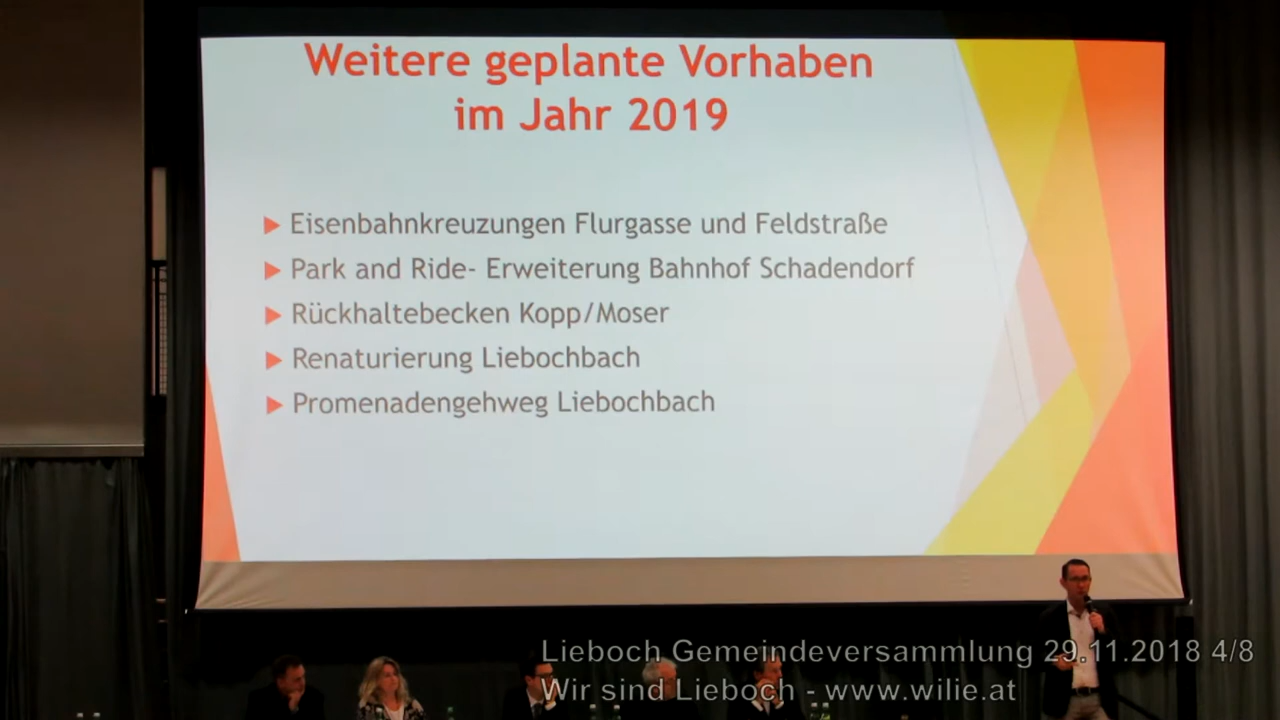 Weitere geplante Vorhaben
im Jahr 2019
Eisenbahnkreuzungen Flurgasse und Feldstraße
Park and Ride- Erweiterung Bahnhof Schadendorf
Rückhaltebecken Kopp/Moser
Renaturierung Liebochbach
Promenadengehweg Liebochbach
Lieboch Gemeindeversammlung 29.11.2018 4/8
Wir sind Lieboch - www.wilie.at